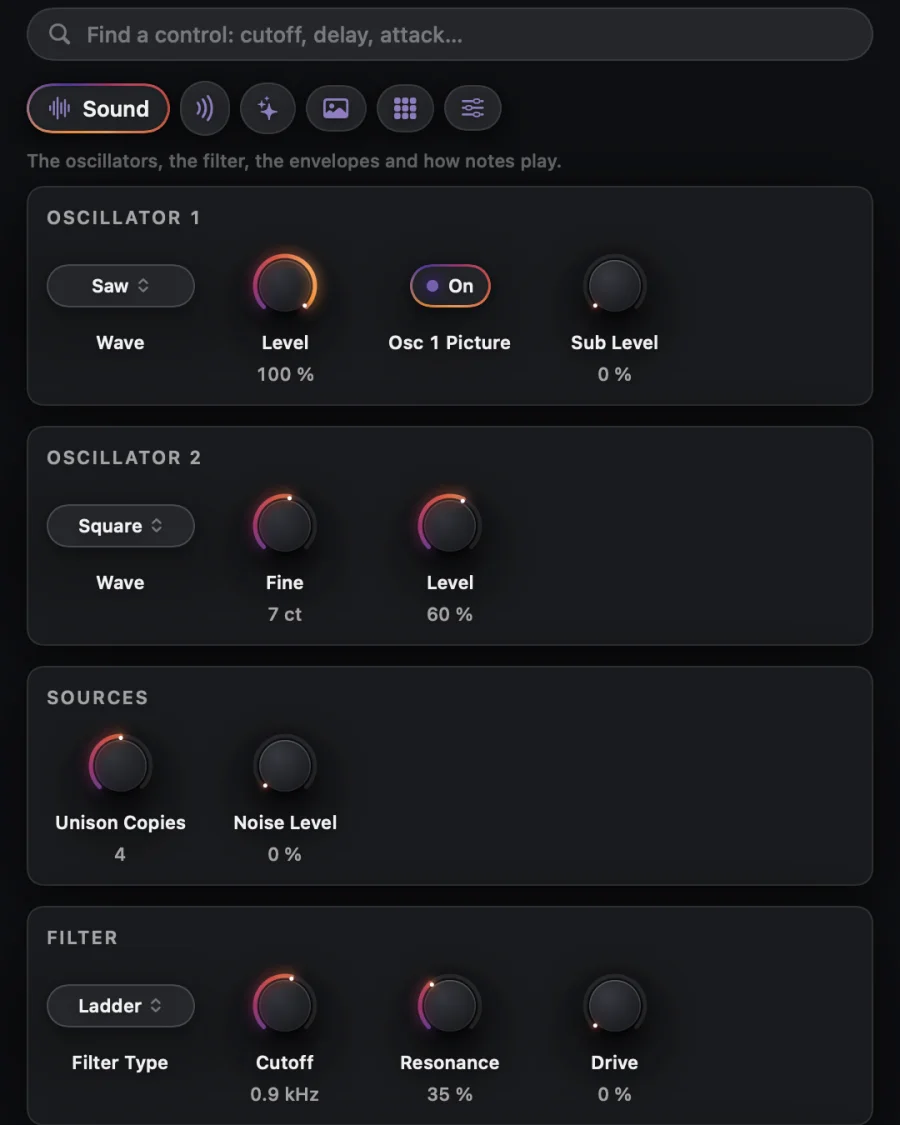 Find a control: cutoff, delay, attack...
Sound
The oscillators, the filter, the envelopes and how notes play.
OSCILLATOR 1
Saw
On
Wave
Level
Osc 1 Picture
Sub Level
100 %
0 %
OSCILLATOR 2
Square
Wave
Fine
Level
7 ct
60 %
SOURCES
Unison Copies
Noise Level
4
0 %
FILTER
Ladder
Filter Type
Cutoff
Resonance
Drive
0.9 kHz
35 %
0 %